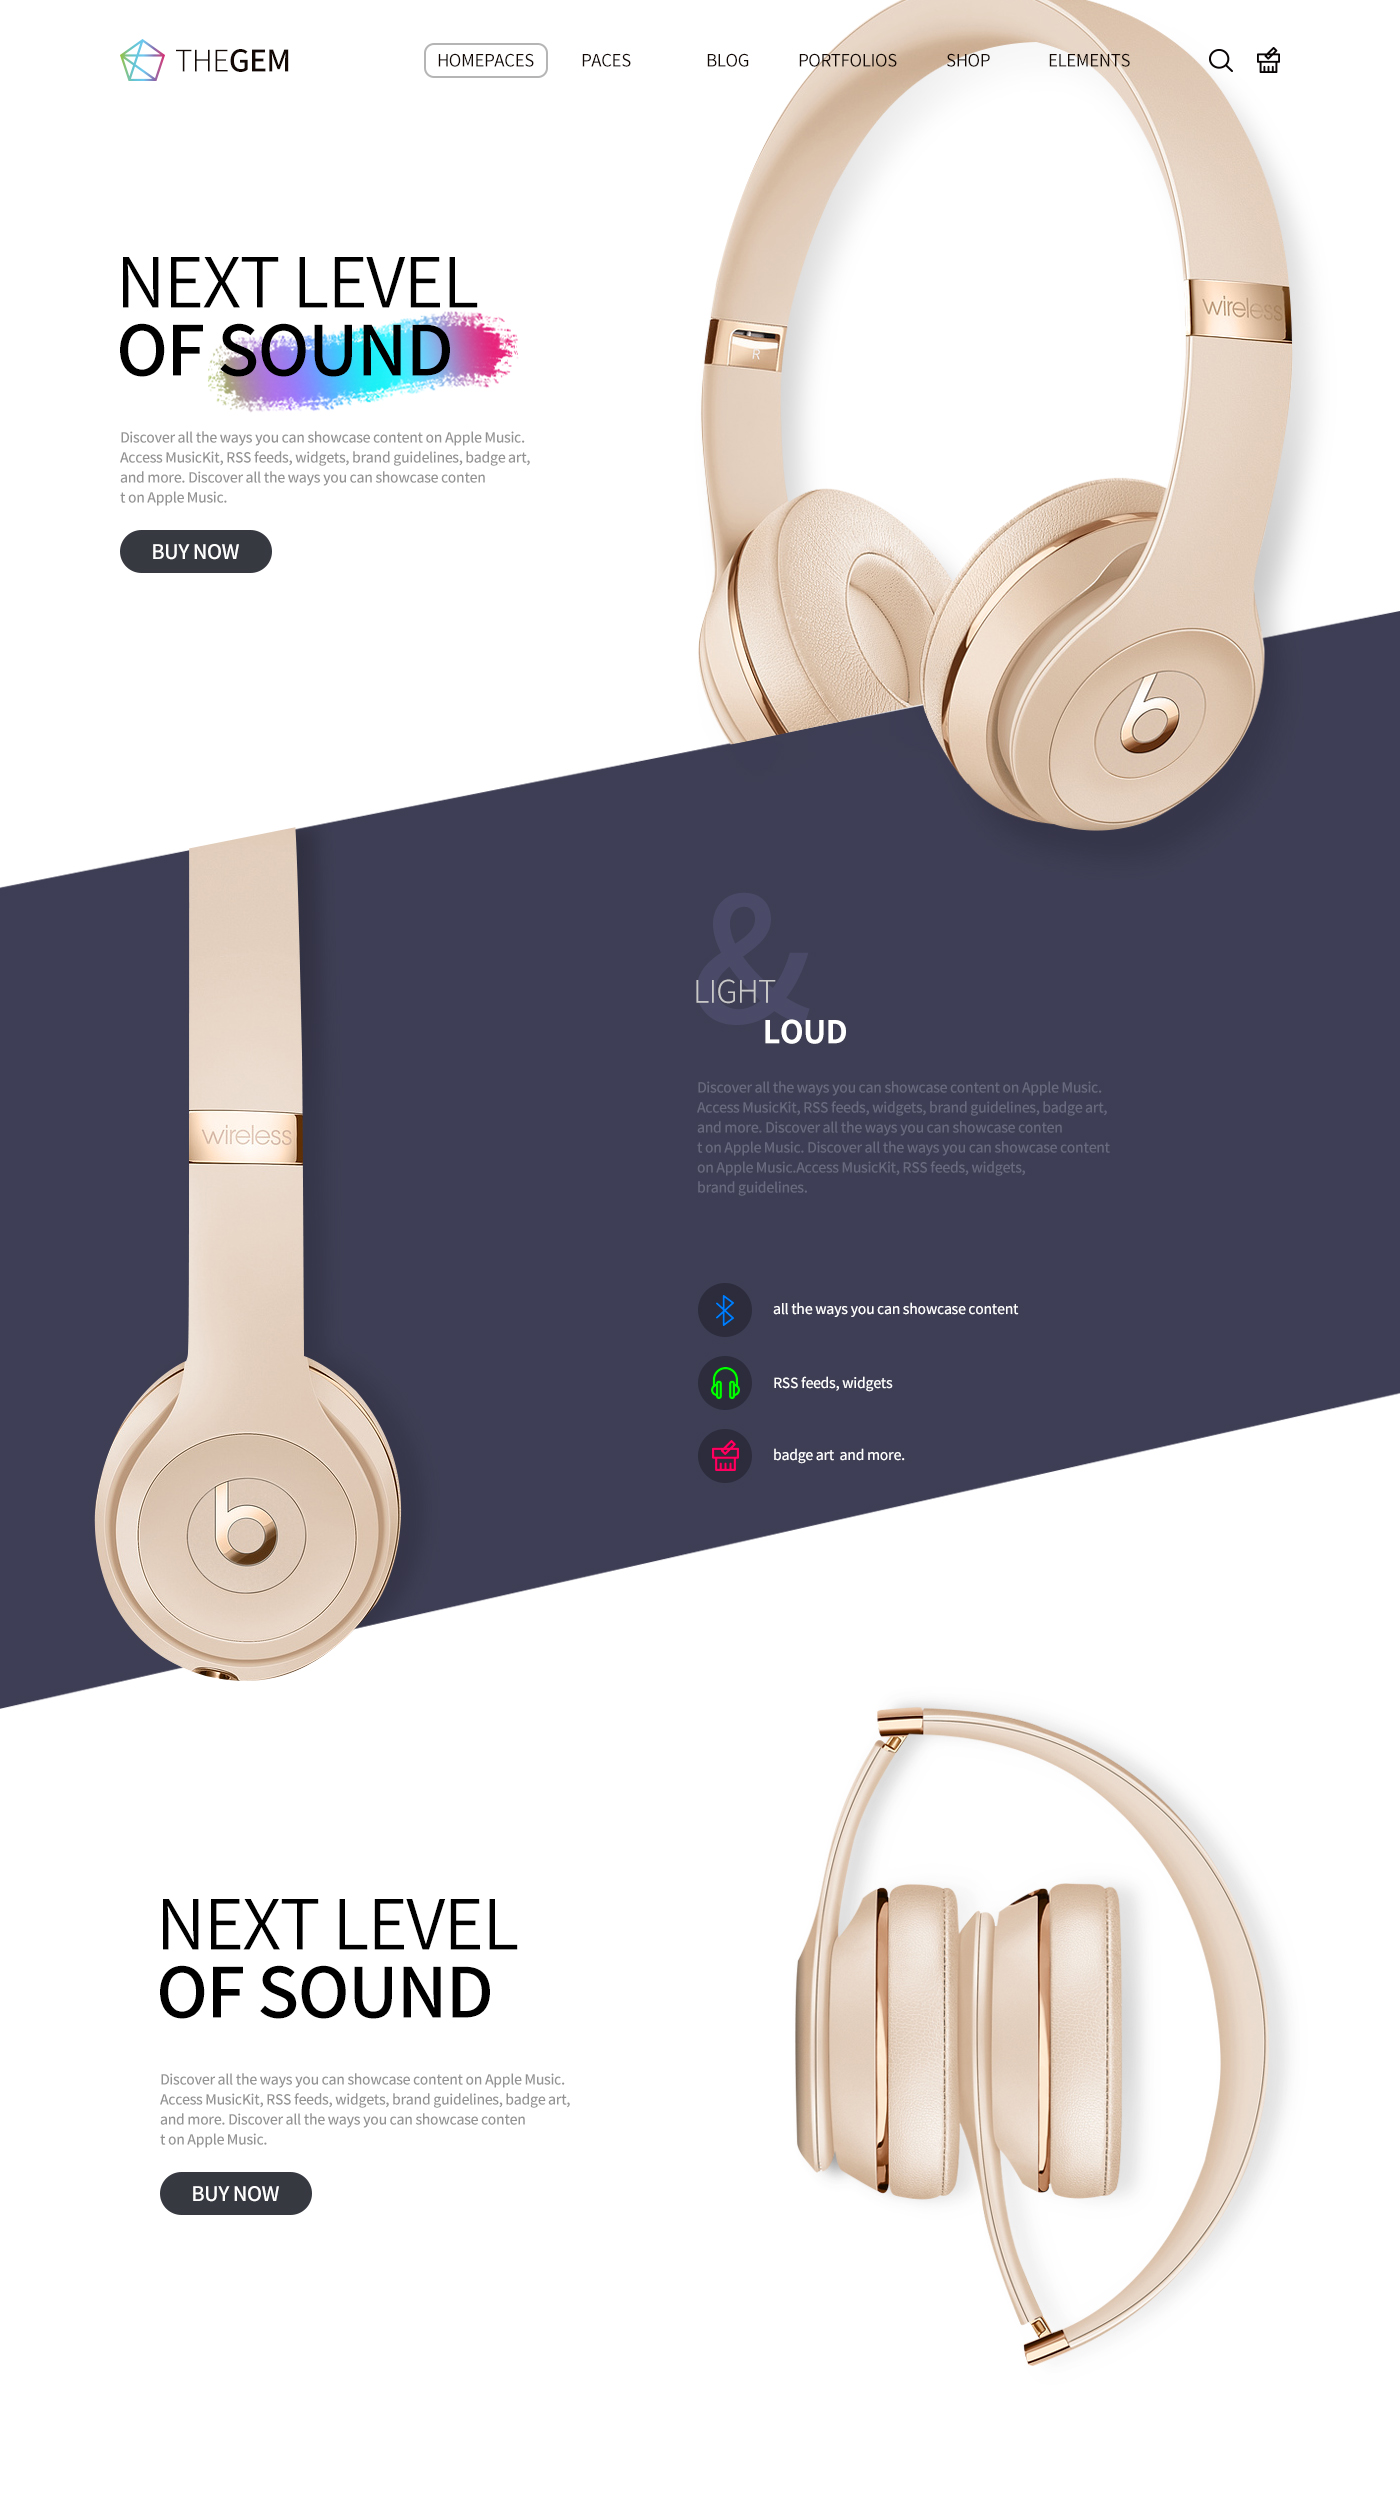 THEGEM
HOMEPACES PACES BLOG PORTFOLIOS SHOP ELEMENTS
NEXT LEVEL
OF SOUND
Discover all the ways you can showcase content on Apple Music.
Access MusicKit, RSS feeds, widgets, brand guidelines, badge art,
and more. Discover all the ways you can showcase conten
t on Apple Music.
BUY NOW
wireless
R
b
&
LIGHT
LOUD
Discover all the ways you can showcase content on Apple Music.
Access MusicKit, RSS feeds, widgets, brand guidelines, badge art,
and more. Discover all the ways you can showcase conten
t on Apple Music. Discover all the ways you can showcase content
on Apple Music.Access MusicKit, RSS feeds, widgets,
brand guidelines.
wireless
b
all the ways you can showcase content
RSS feeds, widgets
badge art and more.
NEXT LEVEL
OF SOUND
Discover all the ways you can showcase content on Apple Music.
Access MusicKit, RSS feeds, widgets, brand guidelines, badge art,
and more. Discover all the ways you can showcase conten
t on Apple Music.
BUY NOW